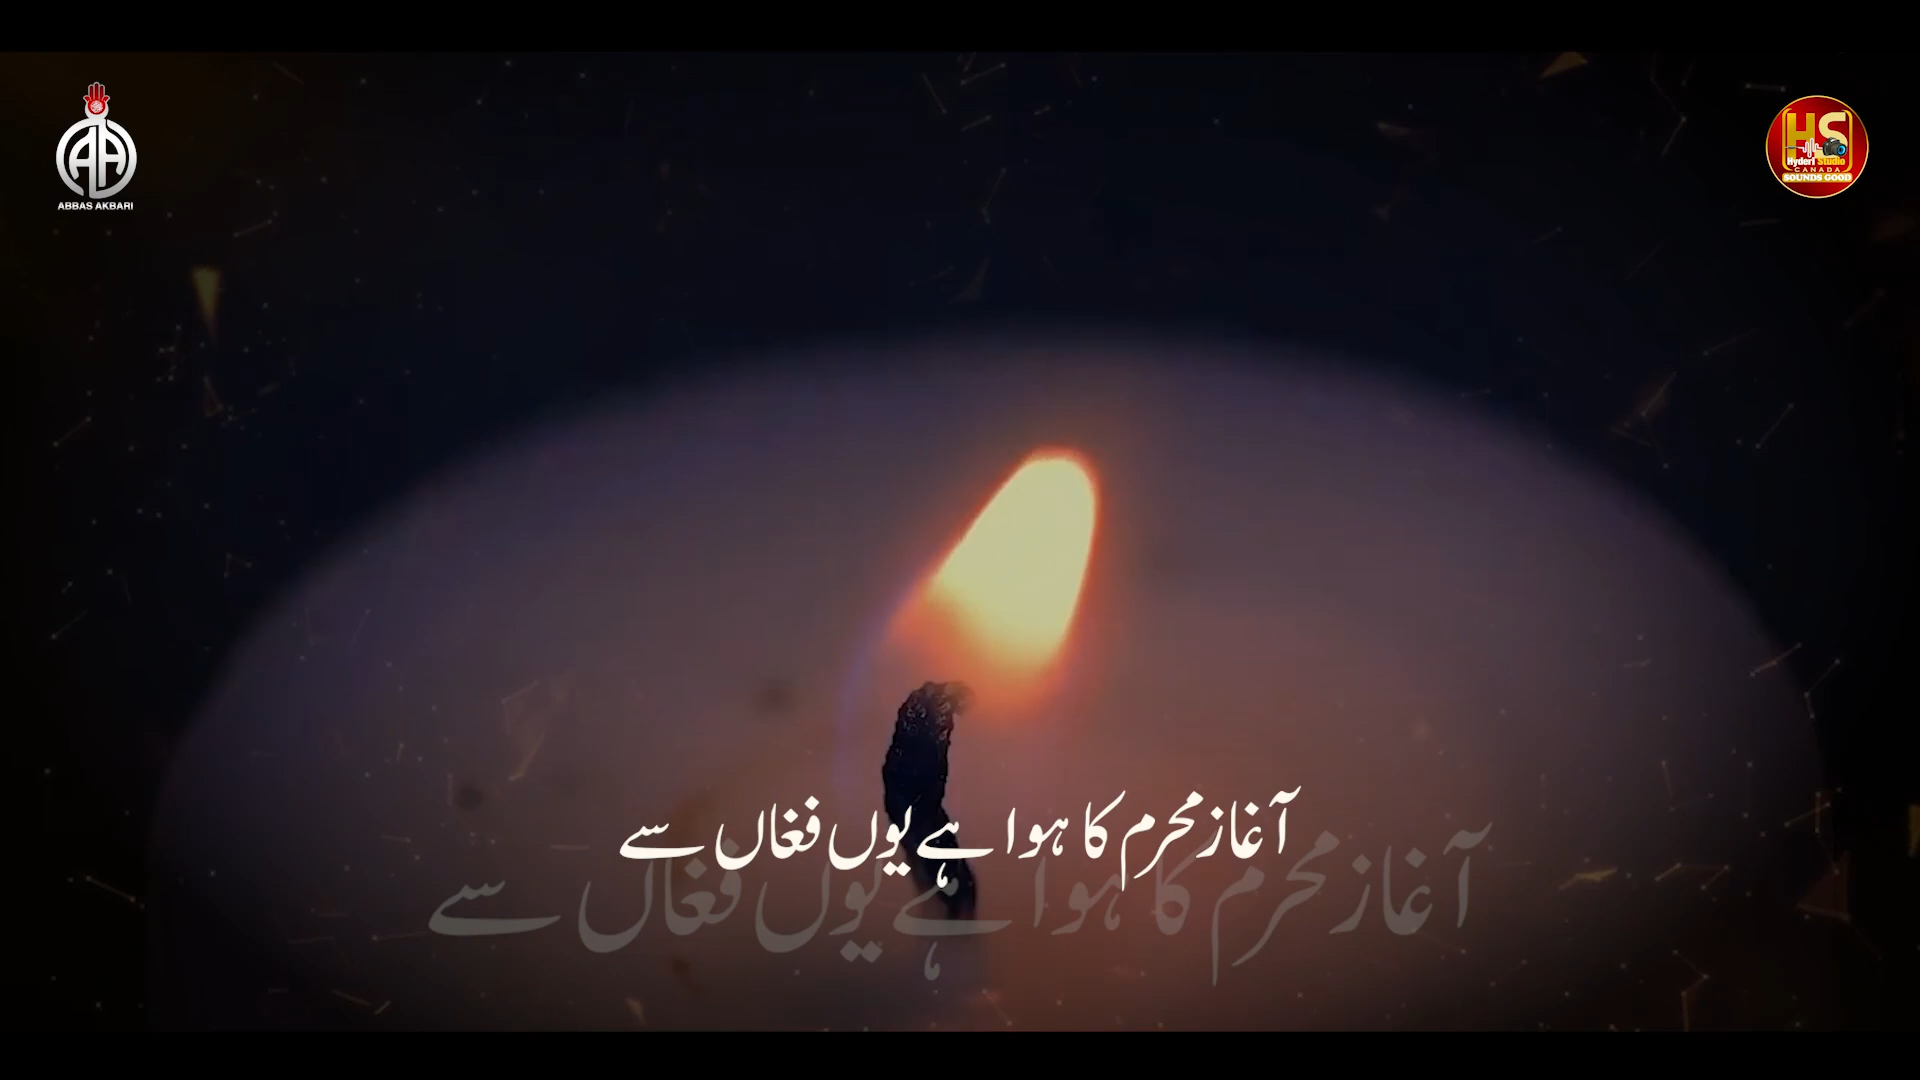 ABBAS AKBARI
HS
Hyderi Studio
CANADA
SOUNDS GOOD
آغاز محرم کا ہوا ہے یوں فغاں سے
آغاز محرم کا ہوا ہے یوں فغاں سے